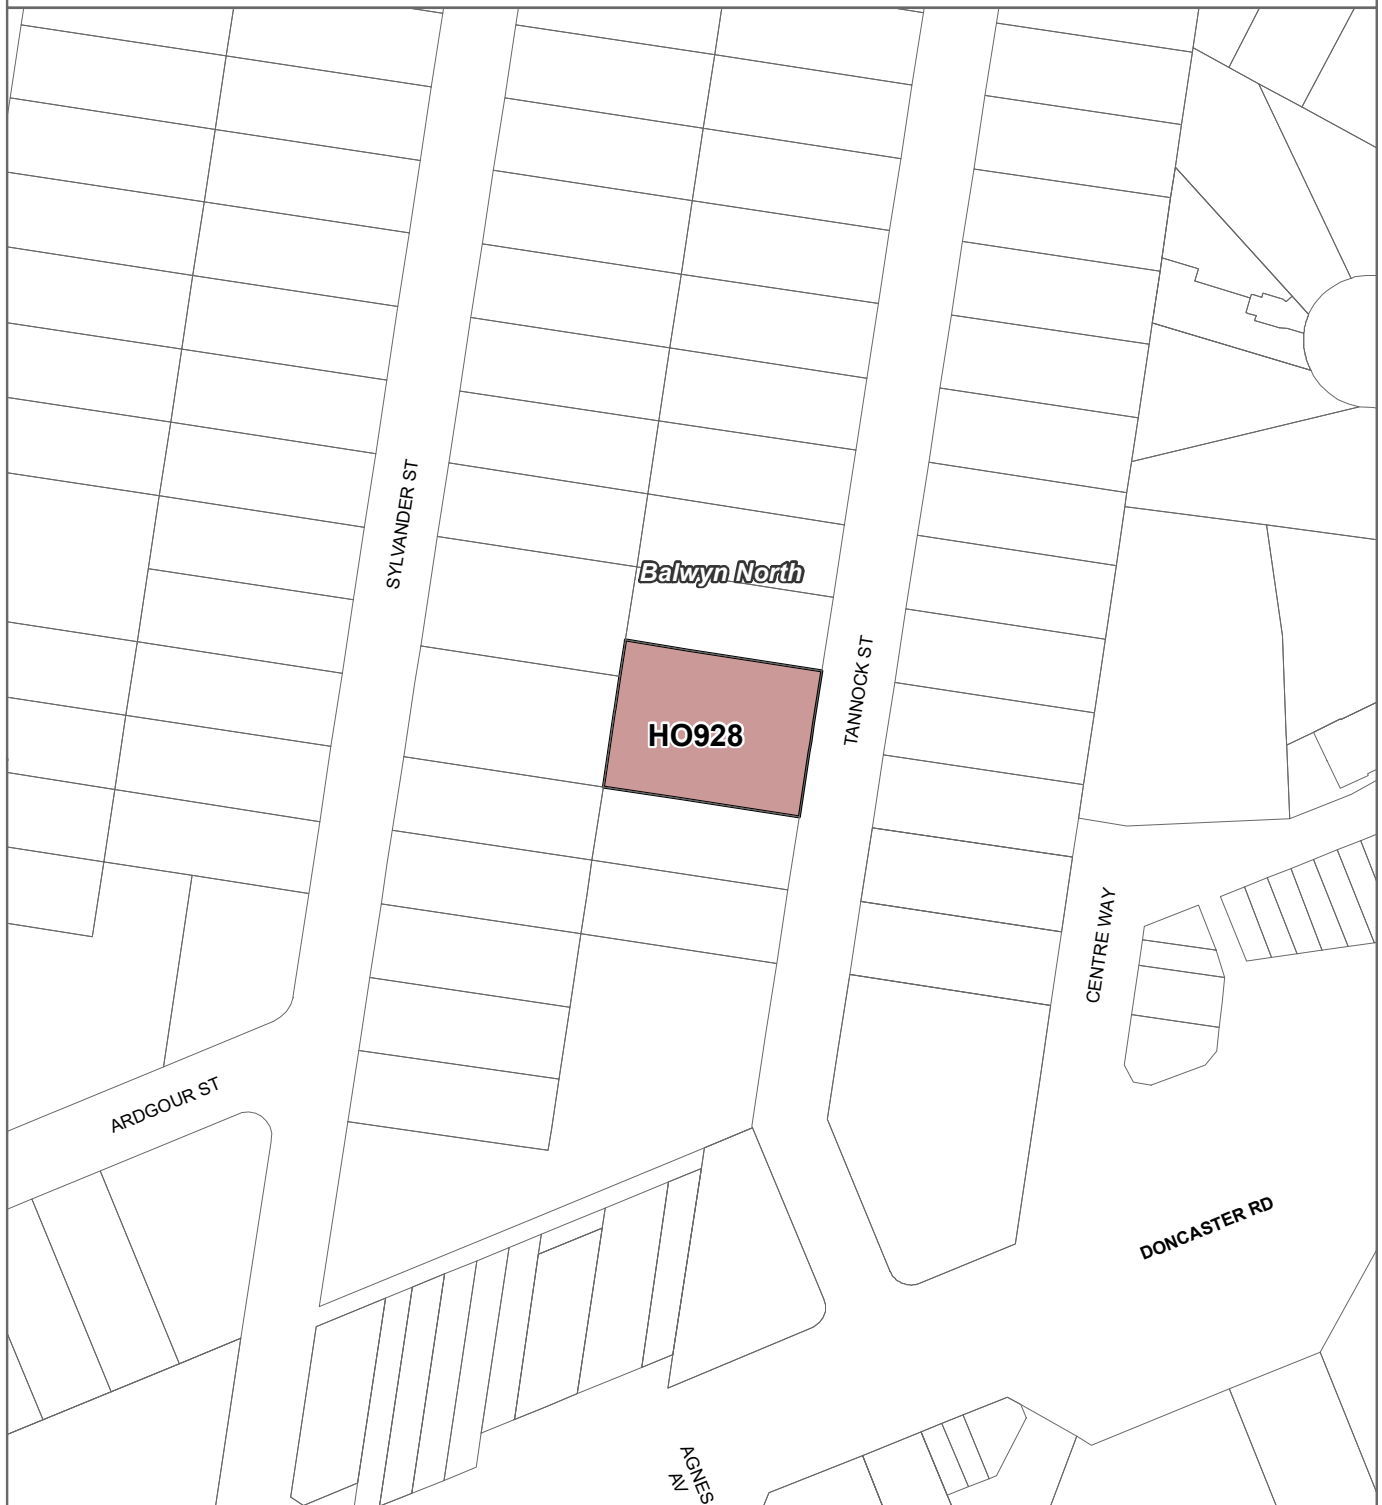 SYLVANDER ST
Balwyn North
TANNOCK ST
HO928
CENTRE WAY
ARDGOUR ST
DONCASTER RD
AGNES
AV